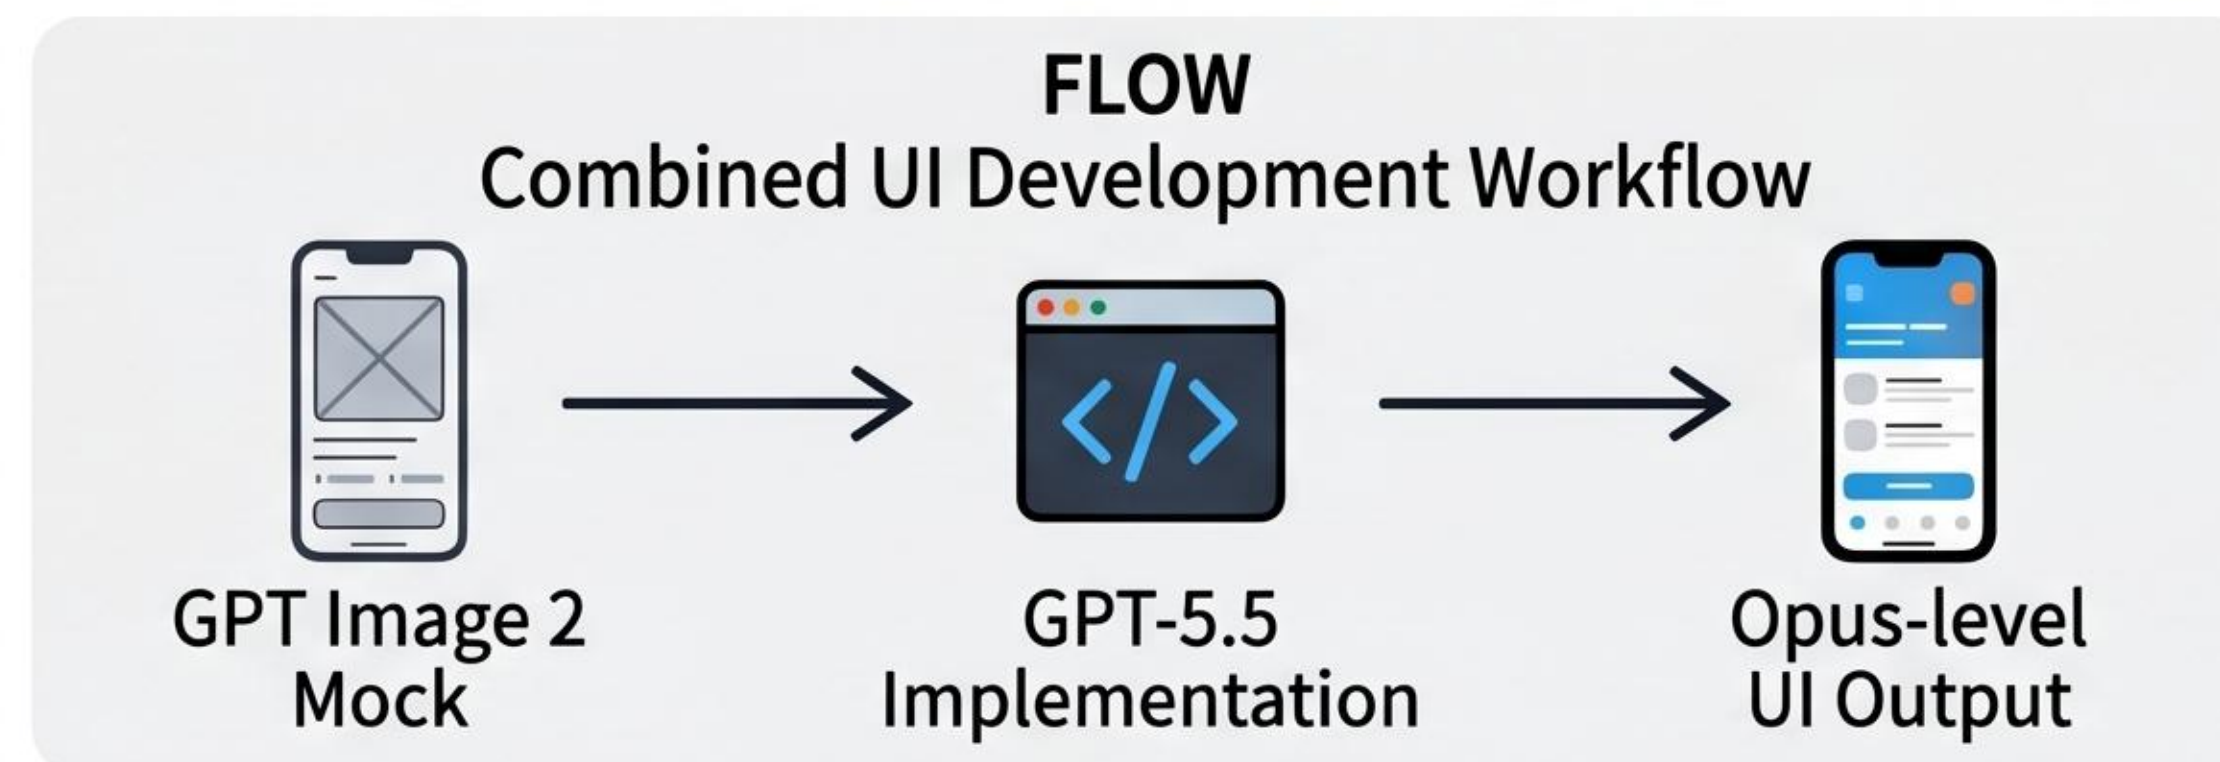 FLOW
Combined UI Development Workflow
GPT Image 2
Mock
GPT-5.5
Implementation
Opus-level
UI Output